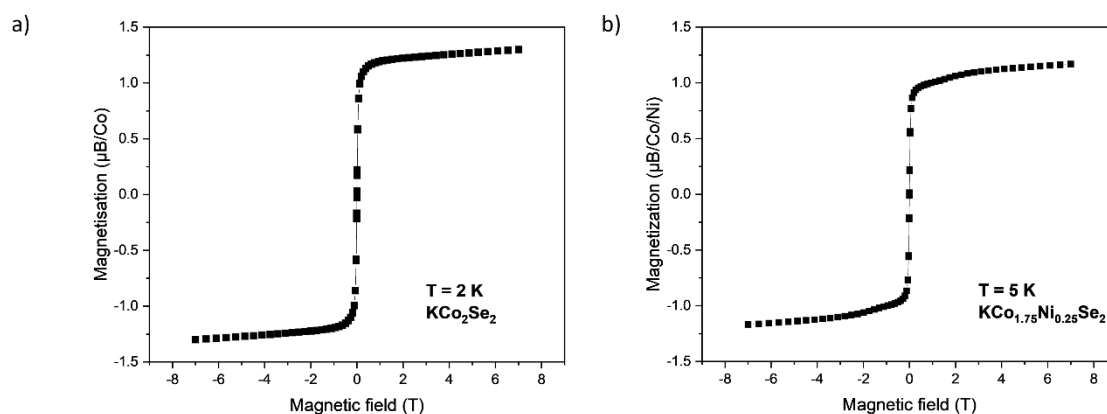 a)
1.5
1.0
0.5
0.0
-0.5
-1.0
-1.5
Magnetisation (μB/Co)
T = 2 K
KCo₂Se₂
-8 -6 -4 -2 0 2 4 6 8
Magnetic field (T)
b)
1.5
1.0
0.5
0.0
-0.5
-1.0
-1.5
Magnetization (μB/Co/Ni)
T = 5 K
KCo₁.₇₅Ni₀.₂₅Se₂
-8 -6 -4 -2 0 2 4 6 8
Magnetic field (T)